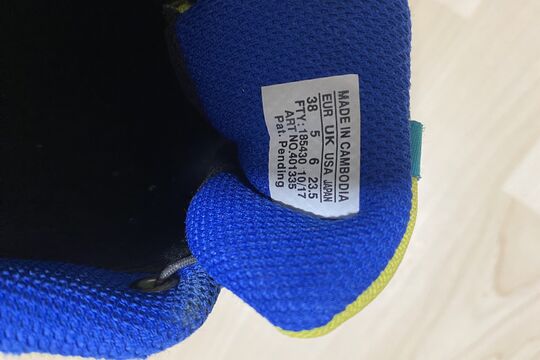 MADE IN CAMBODIA
EUR UK USA JAPAN
38 5 6 23.5
FTY: 185430 10/17
ART NO.401335
Pat. Pending